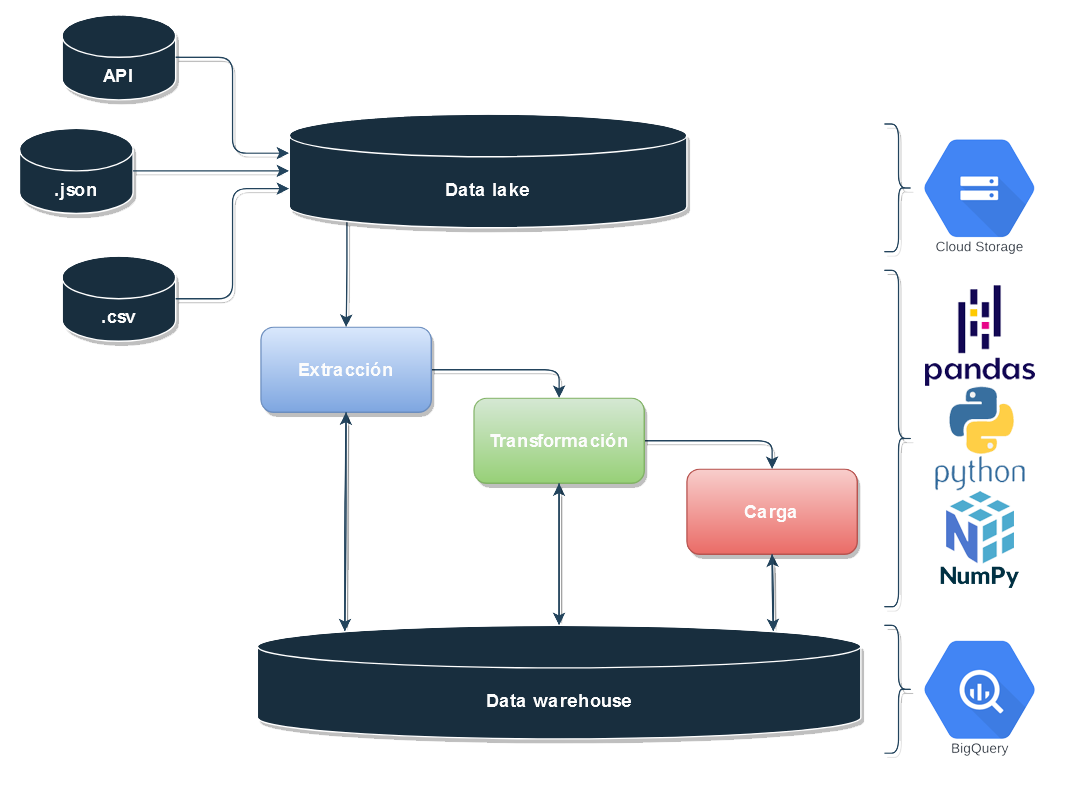 API
.json
.csv
Data lake
Cloud Storage
Extracción
Transformación
Carga
pandas
python
NumPy
Data warehouse
BigQuery